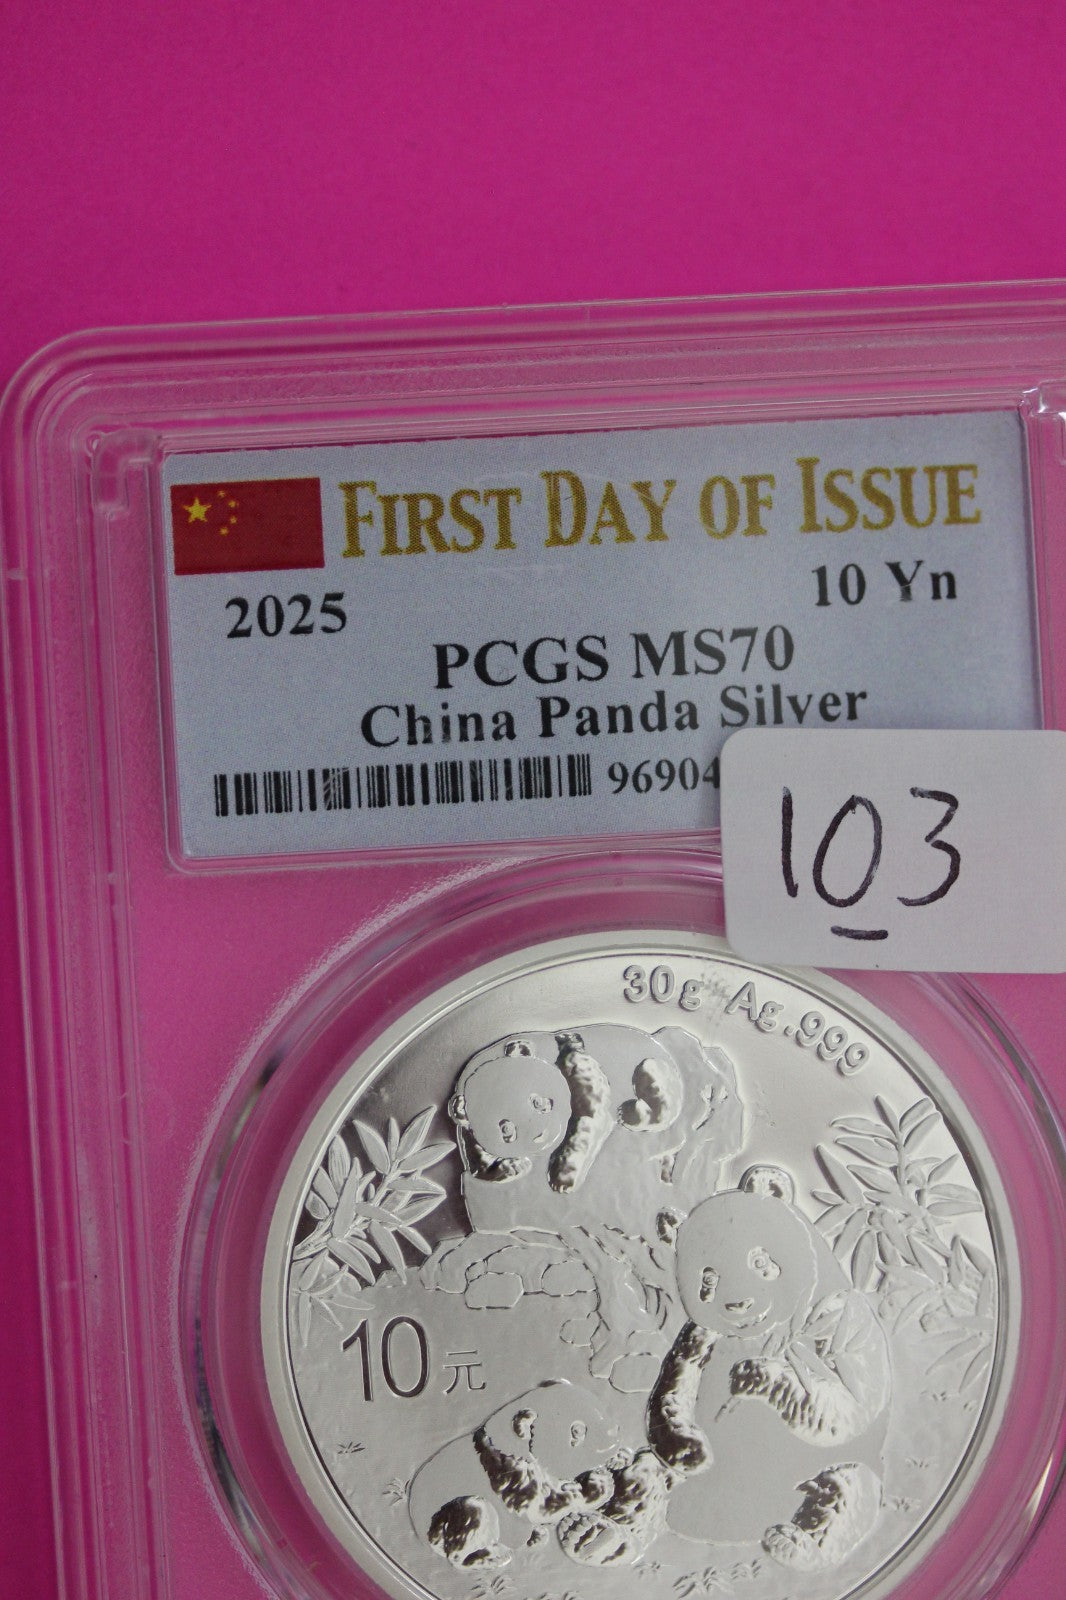 FIRST DAY OF ISSUE
2025 10 Yn
PCGS MS70
China Panda Silver
96904
103
30g Ag.999
10元